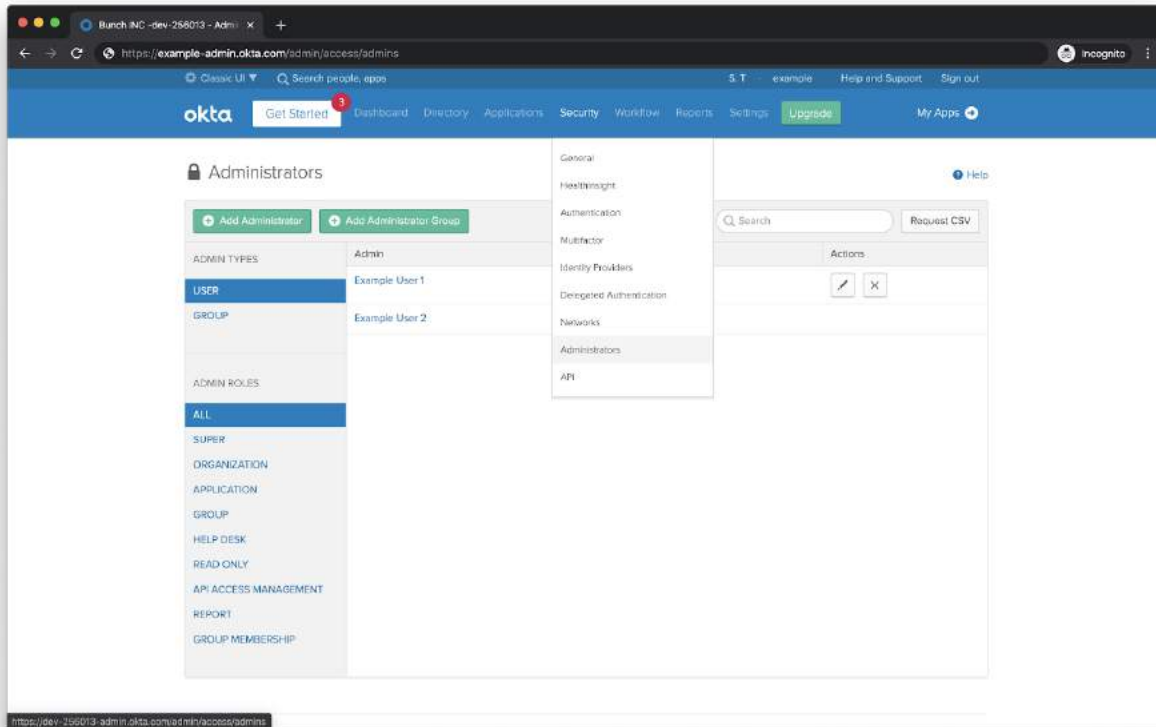 Bunch INC -dev-256013 - Admi × +
https://example-admin.okta.com/admin/access/admins Incognito
Classic UI Search people, apps S. T example Help and Support Sign out
okta Get Started 3 Dashboard Directory Applications Security Workflow Reports Settings Upgrade My Apps
Administrators Help
Add Administrator Add Administrator Group Search Request CSV
ADMIN TYPES
USER
GROUP
ADMIN ROLES
ALL
SUPER
ORGANIZATION
APPLICATION
GROUP
HELP DESK
READ ONLY
API ACCESS MANAGEMENT
REPORT
GROUP MEMBERSHIP
Admin Actions
Example User 1
Example User 2
General
HealthInsight
Authentication
Multifactor
Identity Providers
Delegated Authentication
Networks
Administrators
API
https://dev-256013-admin.okta.com/admin/access/admins